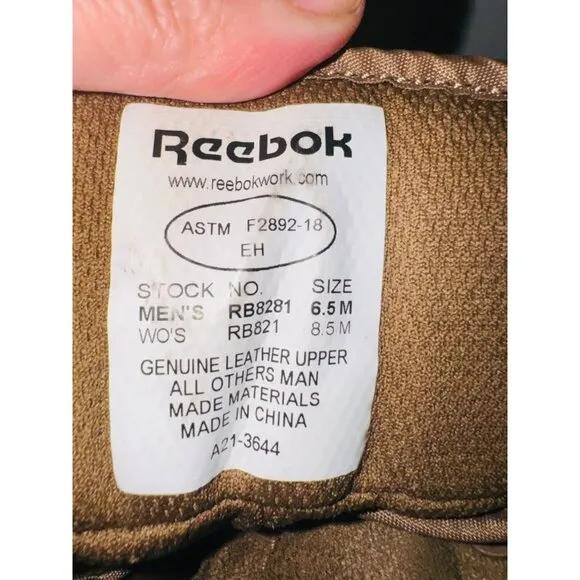 Reebok
www.reebokwork.com
ASTM F2892-18
EH
STOCK NO. SIZE
MEN'S RB8281 6.5 M
WO'S RB821 8.5 M
GENUINE LEATHER UPPER
ALL OTHERS MAN
MADE MATERIALS
MADE IN CHINA
A21-3644